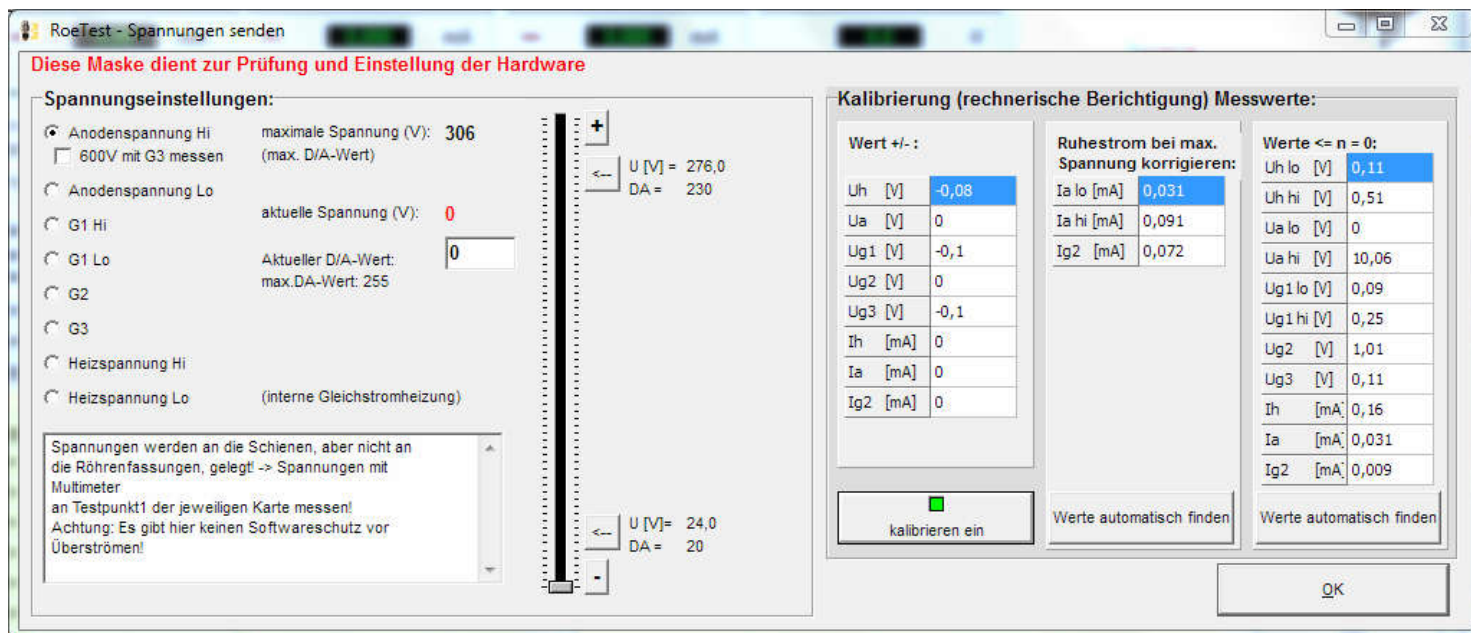 RoeTest - Spannungen senden
Diese Maske dient zur Prüfung und Einstellung der Hardware
Spannungseinstellungen:
Anodenspannung Hi
600V mit G3 messen
Anodenspannung Lo
G1 Hi
G1 Lo
G2
G3
Heizspannung Hi
Heizspannung Lo
maximale Spannung (V): 306
(max. D/A-Wert)
aktuelle Spannung (V): 0
Aktueller D/A-Wert: 0
max.DA-Wert: 255
(interne Gleichstromheizung)
Spannungen werden an die Schienen, aber nicht an
die Röhrenfassungen, gelegt! -> Spannungen mit
Multimeter
an Testpunkt1 der jeweiligen Karte messen!
Achtung: Es gibt hier keinen Softwareschutz vor
Überströmen!
+
<-- U [V] = 276,0
DA = 230
<-- U [V]= 24,0
DA = 20
-
Kalibrierung (rechnerische Berichtigung) Messwerte:
Wert +/- :
Uh [V] -0,08
Ua [V] 0
Ug1 [V] -0,1
Ug2 [V] 0
Ug3 [V] -0,1
Ih [mA] 0
Ia [mA] 0
Ig2 [mA] 0
kalibrieren ein
Ruhestrom bei max.
Spannung korrigieren:
Ia lo [mA] 0,031
Ia hi [mA] 0,091
Ig2 [mA] 0,072
Werte automatisch finden
Werte <= n = 0:
Uh lo [V] 0,11
Uh hi [V] 0,51
Ua lo [V] 0
Ua hi [V] 10,06
Ug1 lo [V] 0,09
Ug1 hi [V] 0,25
Ug2 [V] 1,01
Ug3 [V] 0,11
Ih [mA] 0,16
Ia [mA] 0,031
Ig2 [mA] 0,009
Werte automatisch finden
OK